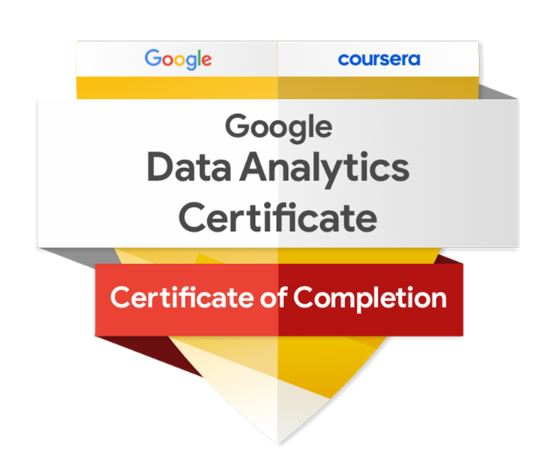 Google coursera
Google
Data Analytics
Certificate
Certificate of Completion